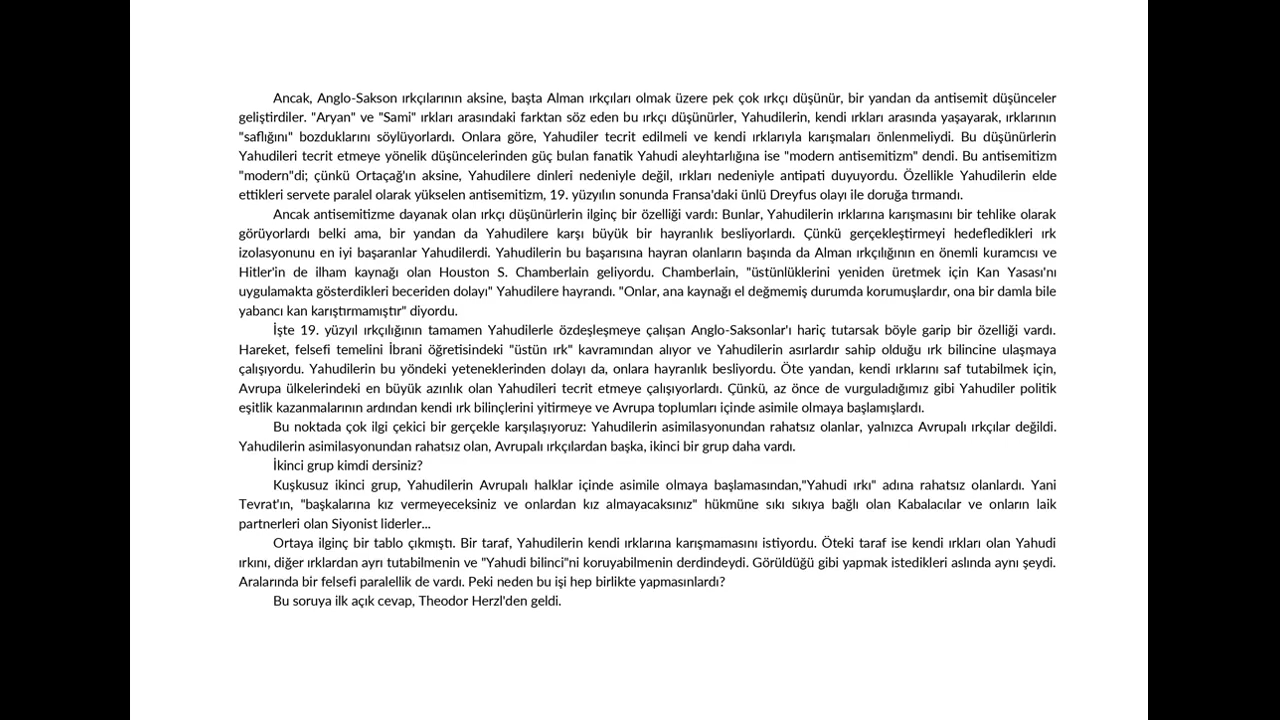 Ancak, Anglo-Sakson ırkçılarının aksine, başta Alman ırkçıları olmak üzere pek çok ırkçı düşünür, bir yandan da antisemit düşünceler
geliştirdiler. "Aryan" ve "Sami" ırkları arasındaki farktan söz eden bu ırkçı düşünürler, Yahudilerin, kendi ırkları arasında yaşayarak, ırklarının
"saflığını" bozduklarını söylüyorlardı. Onlara göre, Yahudiler tecrit edilmeli ve kendi ırklarıyla karışmaları önlenmeliydi. Bu düşünürlerin
Yahudileri tecrit etmeye yönelik düşüncelerinden güç bulan fanatik Yahudi aleyhtarlığına ise "modern antisemitizm" dendi. Bu antisemitizm
"modern"di; çünkü Ortaçağ'ın aksine, Yahudilere dinleri nedeniyle değil, ırkları nedeniyle antipati duyuyordu. Özellikle Yahudilerin elde
ettikleri servete paralel olarak yükselen antisemitizm, 19. yüzyılın sonunda Fransa'daki ünlü Dreyfus olayı ile doruğa tırmandı.
Ancak antisemitizme dayanak olan ırkçı düşünürlerin ilginç bir özelliği vardı: Bunlar, Yahudilerin ırklarına karışmasını bir tehlike olarak
görüyorlardı belki ama, bir yandan da Yahudilere karşı büyük bir hayranlık besliyorlardı. Çünkü gerçekleştirmeyi hedefledikleri ırk
izolasyonunu en iyi başaranlar Yahudilerdi. Yahudilerin bu başarısına hayran olanların başında da Alman ırkçılığının en önemli kuramcısı ve
Hitler'in de ilham kaynağı olan Houston S. Chamberlain geliyordu. Chamberlain, "üstünlüklerini yeniden üretmek için Kan Yasası'nı
uygulamakta gösterdikleri beceriden dolayı" Yahudilere hayrandı. "Onlar, ana kaynağı el değmemiş durumda korumuşlardır, ona bir damla bile
yabancı kan karıştırmamıştır" diyordu.
İşte 19. yüzyıl ırkçılığının tamamen Yahudilerle özdeşleşmeye çalışan Anglo-Saksonlar'ı hariç tutarsak böyle garip bir özelliği vardı.
Hareket, felsefi temelini İbrani öğretisindeki "üstün ırk" kavramından alıyor ve Yahudilerin asırlardır sahip olduğu ırk bilincine ulaşmaya
çalışıyordu. Yahudilerin bu yöndeki yeteneklerinden dolayı da, onlara hayranlık besliyordu. Öte yandan, kendi ırklarını saf tutabilmek için,
Avrupa ülkelerindeki en büyük azınlık olan Yahudileri tecrit etmeye çalışıyorlardı. Çünkü, az önce de vurguladığımız gibi Yahudiler politik
eşitlik kazanmalarının ardından kendi ırk bilinçlerini yitirmeye ve Avrupa toplumları içinde asimile olmaya başlamışlardı.
Bu noktada çok ilgi çekici bir gerçekle karşılaşıyoruz: Yahudilerin asimilasyonundan rahatsız olanlar, yalnızca Avrupalı ırkçılar değildi.
Yahudilerin asimilasyonundan rahatsız olan, Avrupalı ırkçılardan başka, ikinci bir grup daha vardı.
İkinci grup kimdi dersiniz?
Kuşkusuz ikinci grup, Yahudilerin Avrupalı halklar içinde asimile olmaya başlamasından,"Yahudi ırkı" adına rahatsız olanlardı. Yani
Tevrat'ın, "başkalarına kız vermeyeceksiniz ve onlardan kız almayacaksınız" hükmüne sıkı sıkıya bağlı olan Kabalacılar ve onların laik
partnerleri olan Siyonist liderler...
Ortaya ilginç bir tablo çıkmıştı. Bir taraf, Yahudilerin kendi ırklarına karışmamasını istiyordu. Öteki taraf ise kendi ırkları olan Yahudi
ırkını, diğer ırklardan ayrı tutabilmenin ve "Yahudi bilinci"ni koruyabilmenin derdindeydi. Görüldüğü gibi yapmak istedikleri aslında aynı şeydi.
Aralarında bir felsefi paralellik de vardı. Peki neden bu işi hep birlikte yapmasınlardı?
Bu soruya ilk açık cevap, Theodor Herzl'den geldi.